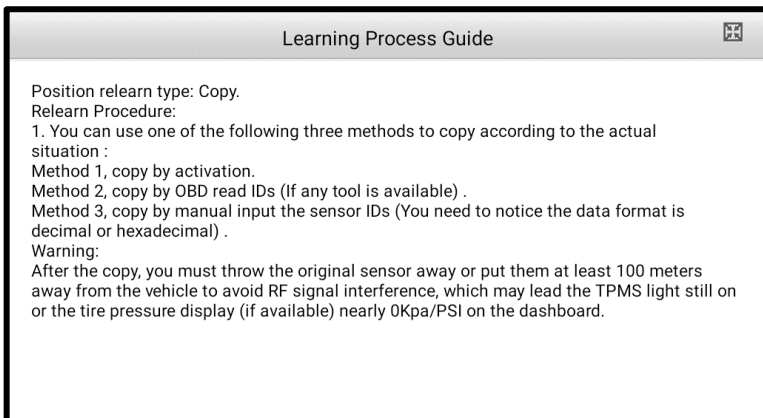 Learning Process Guide
Position relearn type: Copy.
Relearn Procedure:
1. You can use one of the following three methods to copy according to the actual
situation :
Method 1, copy by activation.
Method 2, copy by OBD read IDs (If any tool is available) .
Method 3, copy by manual input the sensor IDs (You need to notice the data format is
decimal or hexadecimal) .
Warning:
After the copy, you must throw the original sensor away or put them at least 100 meters
away from the vehicle to avoid RF signal interference, which may lead the TPMS light still on
or the tire pressure display (if available) nearly 0Kpa/PSI on the dashboard.